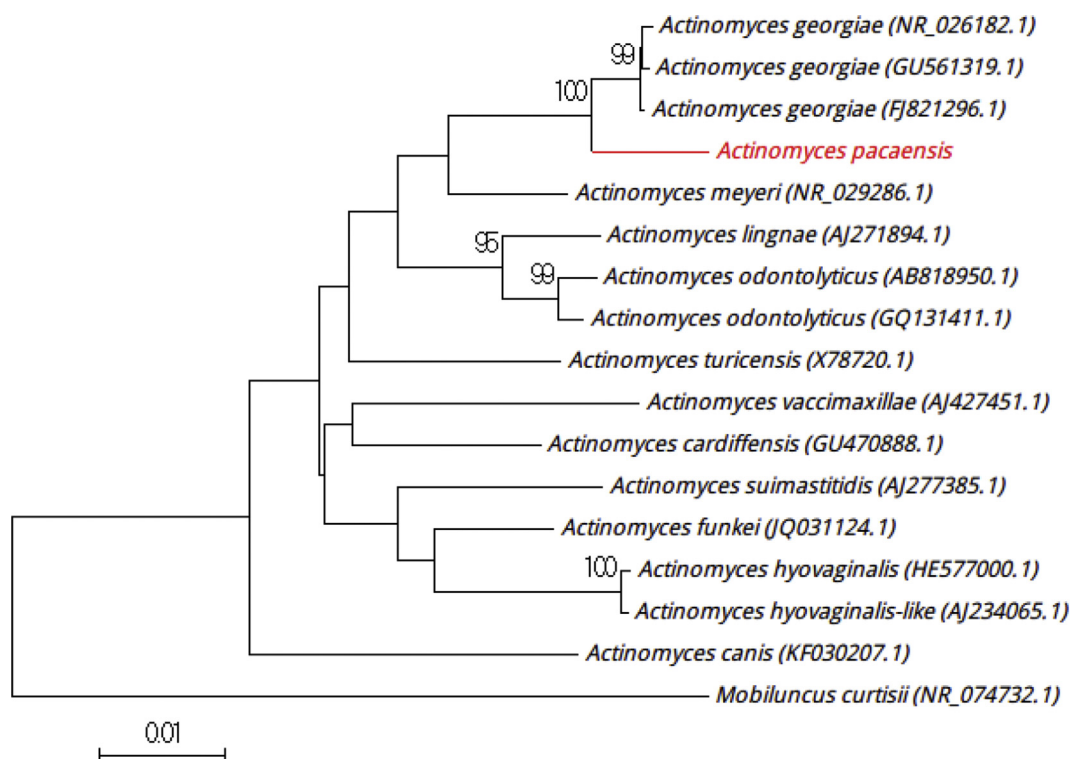 Actinomyces georgiae (NR_026182.1)
99
Actinomyces georgiae (GU561319.1)
100
Actinomyces georgiae (FJ821296.1)
Actinomyces pacaensis
Actinomyces meyeri (NR_029286.1)
95
Actinomyces lingnae (AJ271894.1)
99
Actinomyces odontolyticus (AB818950.1)
Actinomyces odontolyticus (GQ131411.1)
Actinomyces turicensis (X78720.1)
Actinomyces vaccimaxillae (AJ427451.1)
Actinomyces cardiffensis (GU470888.1)
Actinomyces suimastitidis (AJ277385.1)
Actinomyces funkei (JQ031124.1)
100
Actinomyces hyovaginalis (HE577000.1)
Actinomyces hyovaginalis-like (AJ234065.1)
Actinomyces canis (KF030207.1)
Mobiluncus curtisii (NR_074732.1)
0.01